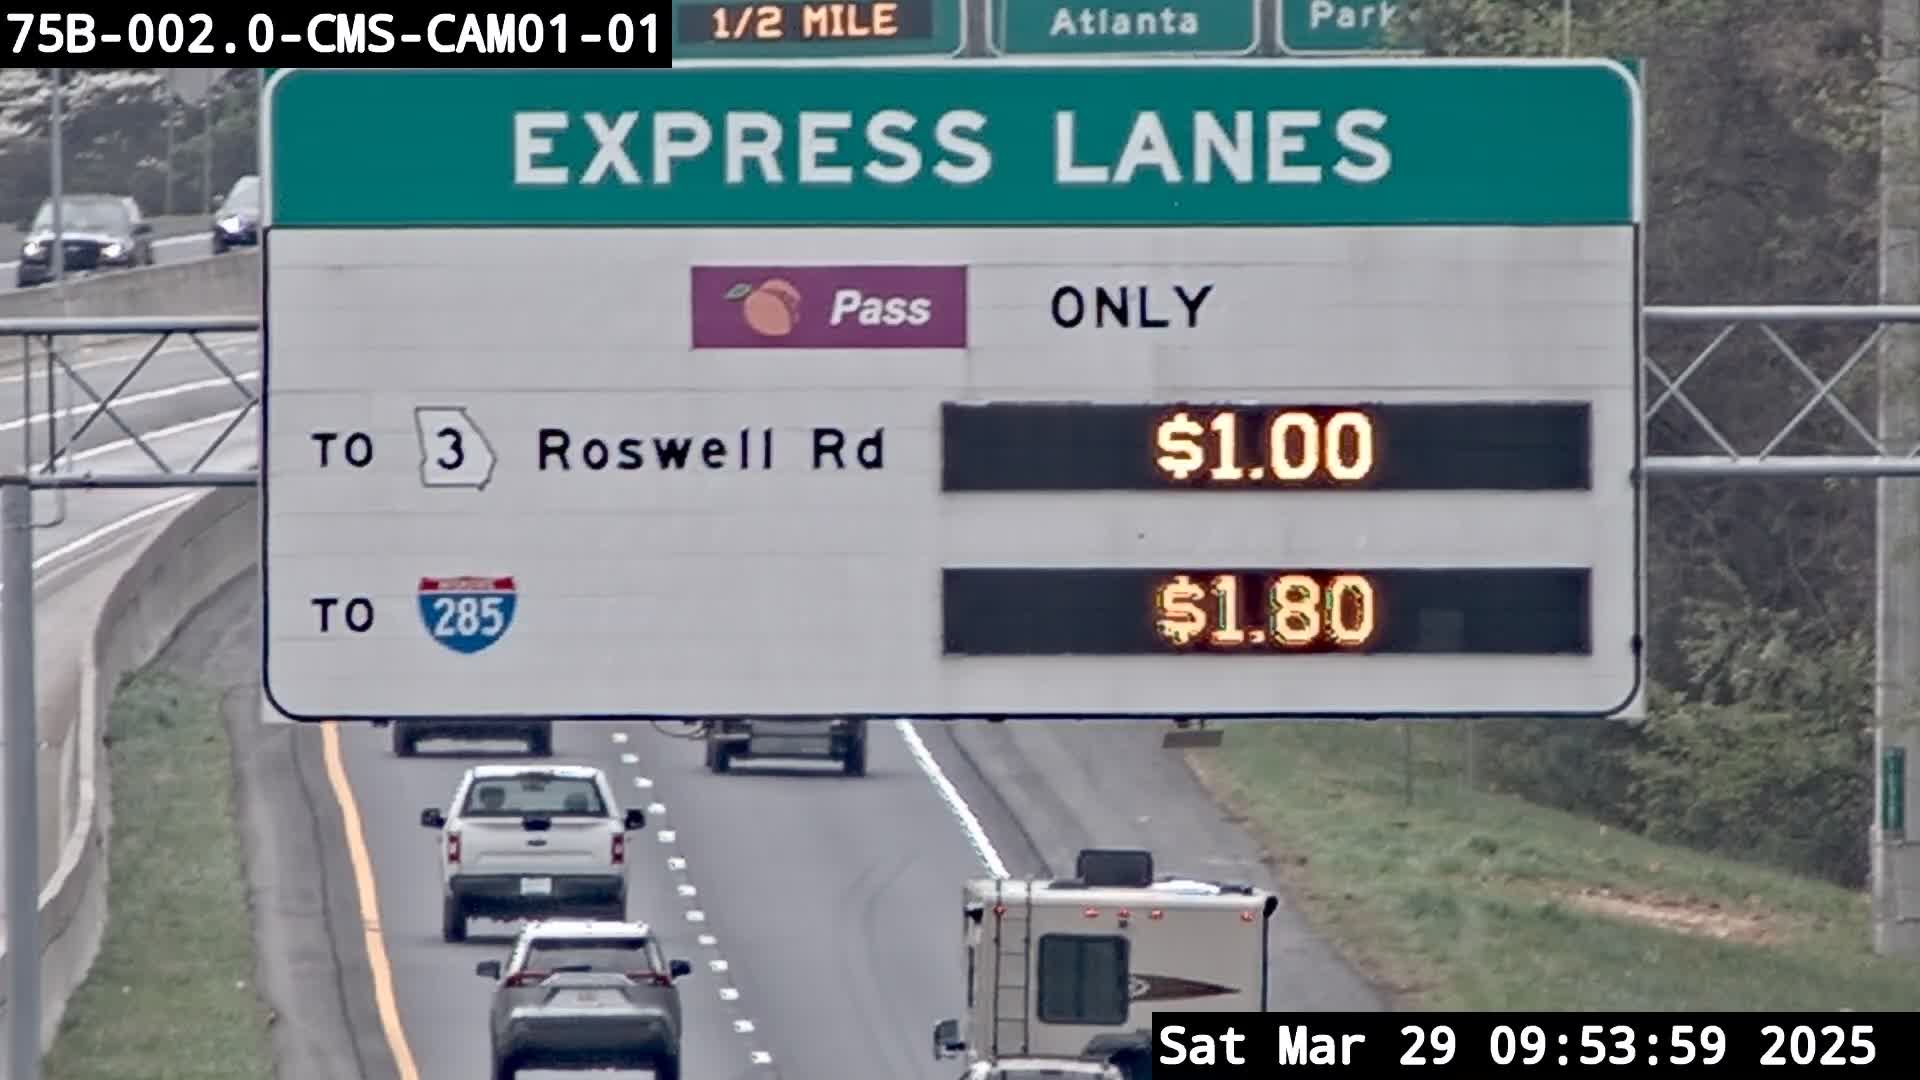 75B-002.0-CMS-CAM01-01
1/2 MILE
Atlanta
Park
EXPRESS LANES
Pass ONLY
TO 3 Roswell Rd $1.00
TO 285 $1.80
Sat Mar 29 09:53:59 2025